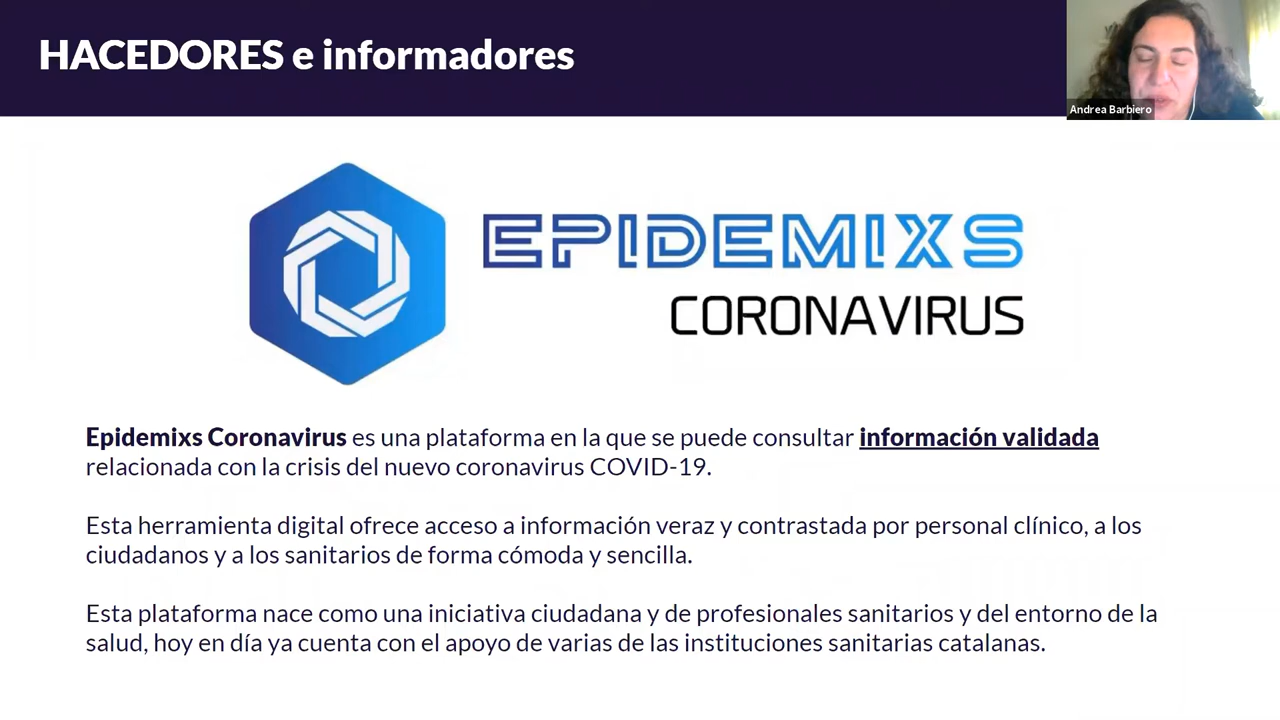 HACEDORES e informadores
Andrea Barbiero
EPIDEMIXS
CORONAVIRUS
Epidemixs Coronavirus es una plataforma en la que se puede consultar información validada
relacionada con la crisis del nuevo coronavirus COVID-19.
Esta herramienta digital ofrece acceso a información veraz y contrastada por personal clínico, a los
ciudadanos y a los sanitarios de forma cómoda y sencilla.
Esta plataforma nace como una iniciativa ciudadana y de profesionales sanitarios y del entorno de la
salud, hoy en día ya cuenta con el apoyo de varias de las instituciones sanitarias catalanas.